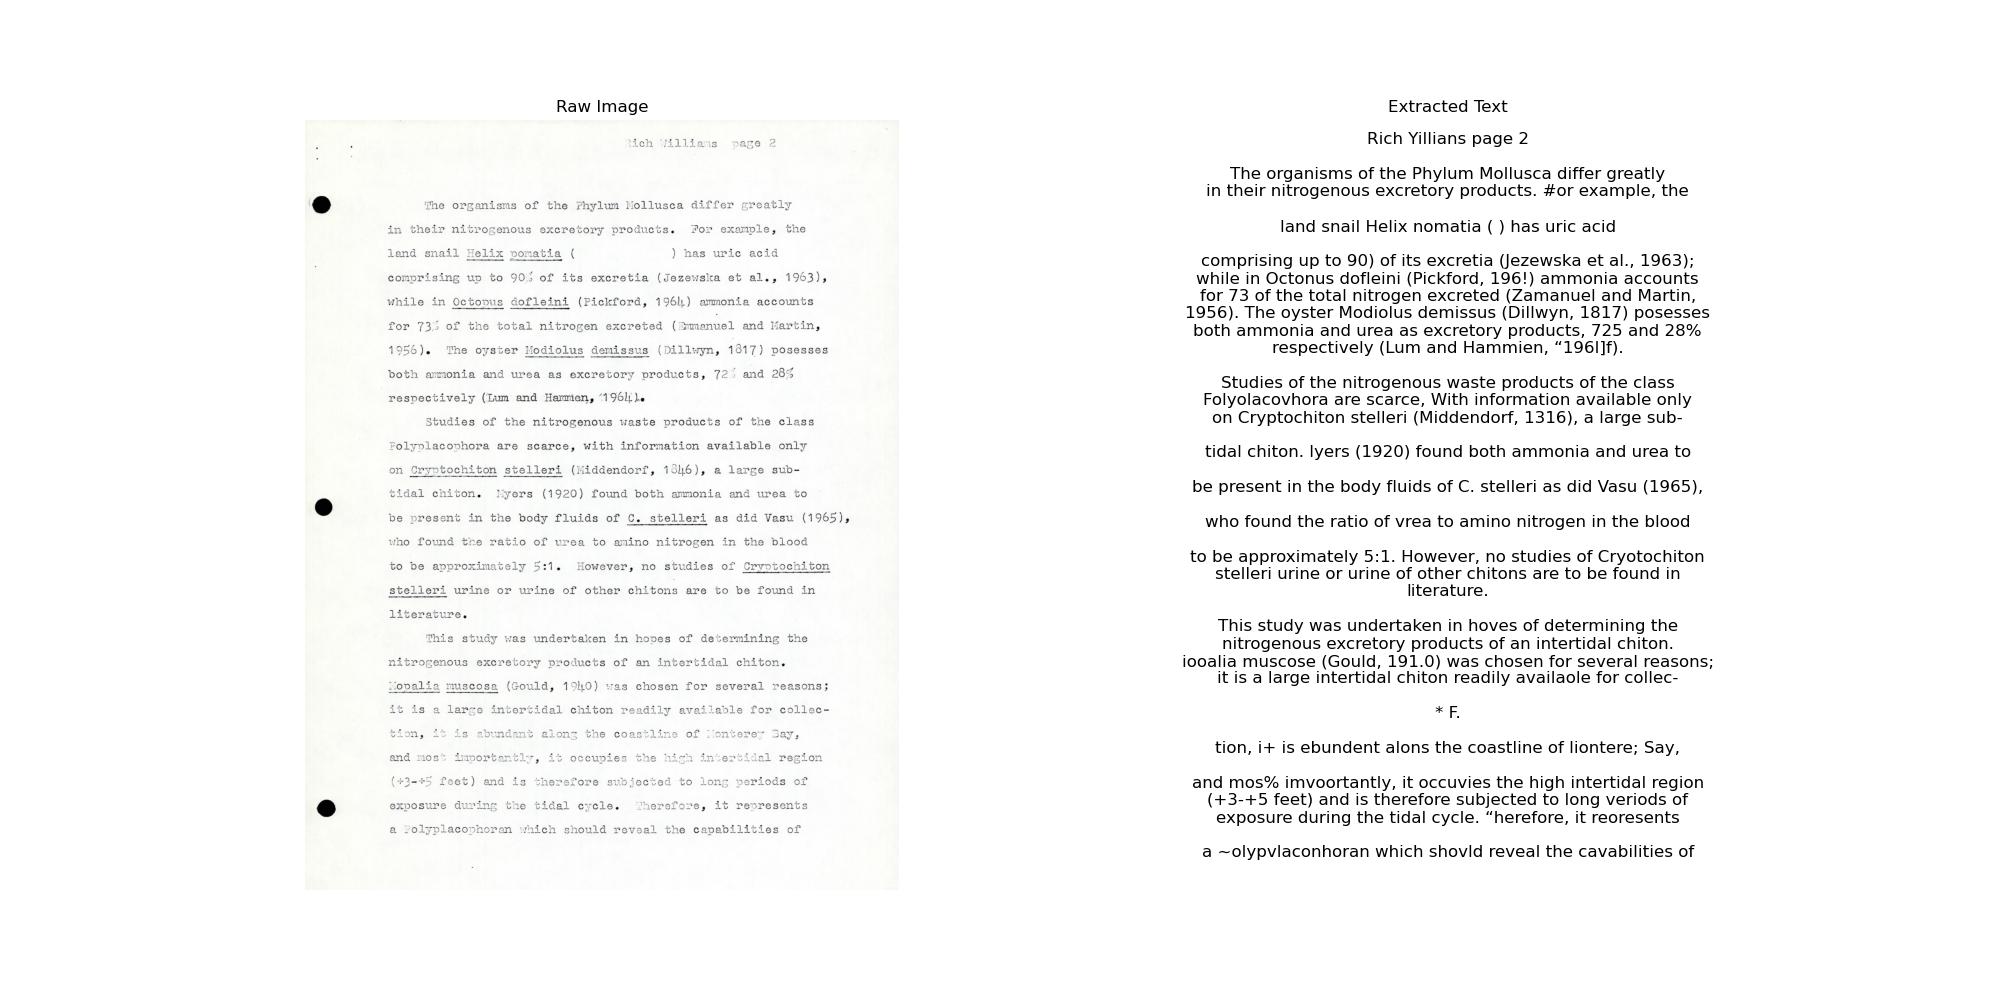 Raw Image
Rich Williams page 2
The organisms of the Phylum Mollusca differ greatly
in their nitrogenous excretory products. For example, the
land snail Helix pomatia ( ) has uric acid
comprising up to 90% of its excretia (Jezewska et al., 1963),
while in Octopus dofleini (Pickford, 1964) ammonia accounts
for 73% of the total nitrogen excreted (Emmanuel and Martin,
1956). The oyster Modiolus demissus (Dillwyn, 1817) posesses
both ammonia and urea as excretory products, 72% and 28%
respectively (Lum and Hammen, 1964).
Studies of the nitrogenous waste products of the class
Polyplacophora are scarce, with information available only
on Cryptochiton stelleri (Middendorf, 1846), a large sub-
tidal chiton. Myers (1920) found both ammonia and urea to
be present in the body fluids of C. stelleri as did Vasu (1965),
who found the ratio of urea to amino nitrogen in the blood
to be approximately 5:1. However, no studies of Cryptochiton
stelleri urine or urine of other chitons are to be found in
literature.
This study was undertaken in hopes of determining the
nitrogenous excretory products of an intertidal chiton.
Mopalia muscosa (Gould, 1940) was chosen for several reasons;
it is a large intertidal chiton readily available for collec-
tion, it is abundant along the coastline of Monterey Bay,
and most importantly, it occupies the high intertidal region
(+3-+5 feet) and is therefore subjected to long periods of
exposure during the tidal cycle. Therefore, it represents
a Polyplacophoran which should reveal the capabilities of
Extracted Text
Rich Yillians page 2
The organisms of the Phylum Mollusca differ greatly
in their nitrogenous excretory products. #or example, the
land snail Helix nomatia ( ) has uric acid
comprising up to 90) of its excretia (Jezewska et al., 1963);
while in Octonus dofleini (Pickford, 196!) ammonia accounts
for 73 of the total nitrogen excreted (Zamanuel and Martin,
1956). The oyster Modiolus demissus (Dillwyn, 1817) posesses
both ammonia and urea as excretory products, 725 and 28%
respectively (Lum and Hammien, “196l]f).
Studies of the nitrogenous waste products of the class
Folyolacovhora are scarce, With information available only
on Cryptochiton stelleri (Middendorf, 1316), a large sub-
tidal chiton. lyers (1920) found both ammonia and urea to
be present in the body fluids of C. stelleri as did Vasu (1965),
who found the ratio of vrea to amino nitrogen in the blood
to be approximately 5:1. However, no studies of Cryotochiton
stelleri urine or urine of other chitons are to be found in
literature.
This study was undertaken in hoves of determining the
nitrogenous excretory products of an intertidal chiton.
iooalia muscose (Gould, 191.0) was chosen for several reasons;
it is a large intertidal chiton readily availaole for collec-
* F.
tion, i+ is ebundent alons the coastline of liontere; Say,
and mos% imvoortantly, it occuvies the high intertidal region
(+3-+5 feet) and is therefore subjected to long veriods of
exposure during the tidal cycle. “herefore, it reoresents
a ~olypvlaconhoran which shovld reveal the cavabilities of